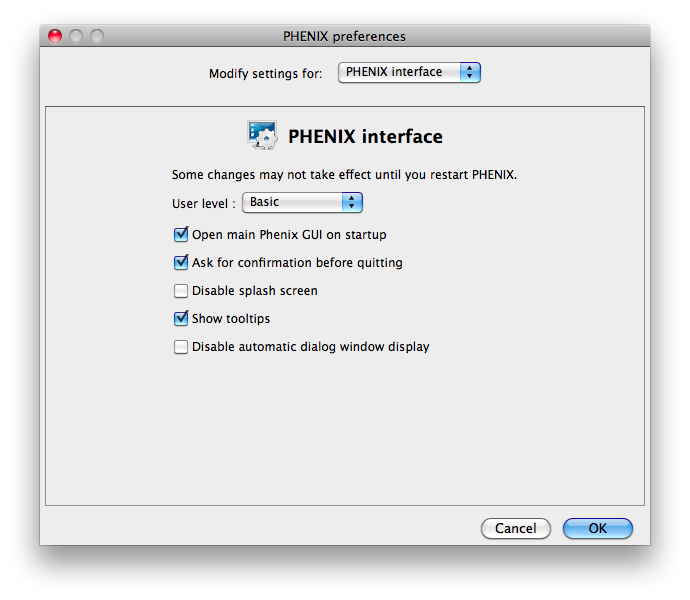 PHENIX preferences
Modify settings for: PHENIX interface
PHENIX interface
Some changes may not take effect until you restart PHENIX.
User level : Basic
Open main Phenix GUI on startup
Ask for confirmation before quitting
Disable splash screen
Show tooltips
Disable automatic dialog window display
Cancel OK